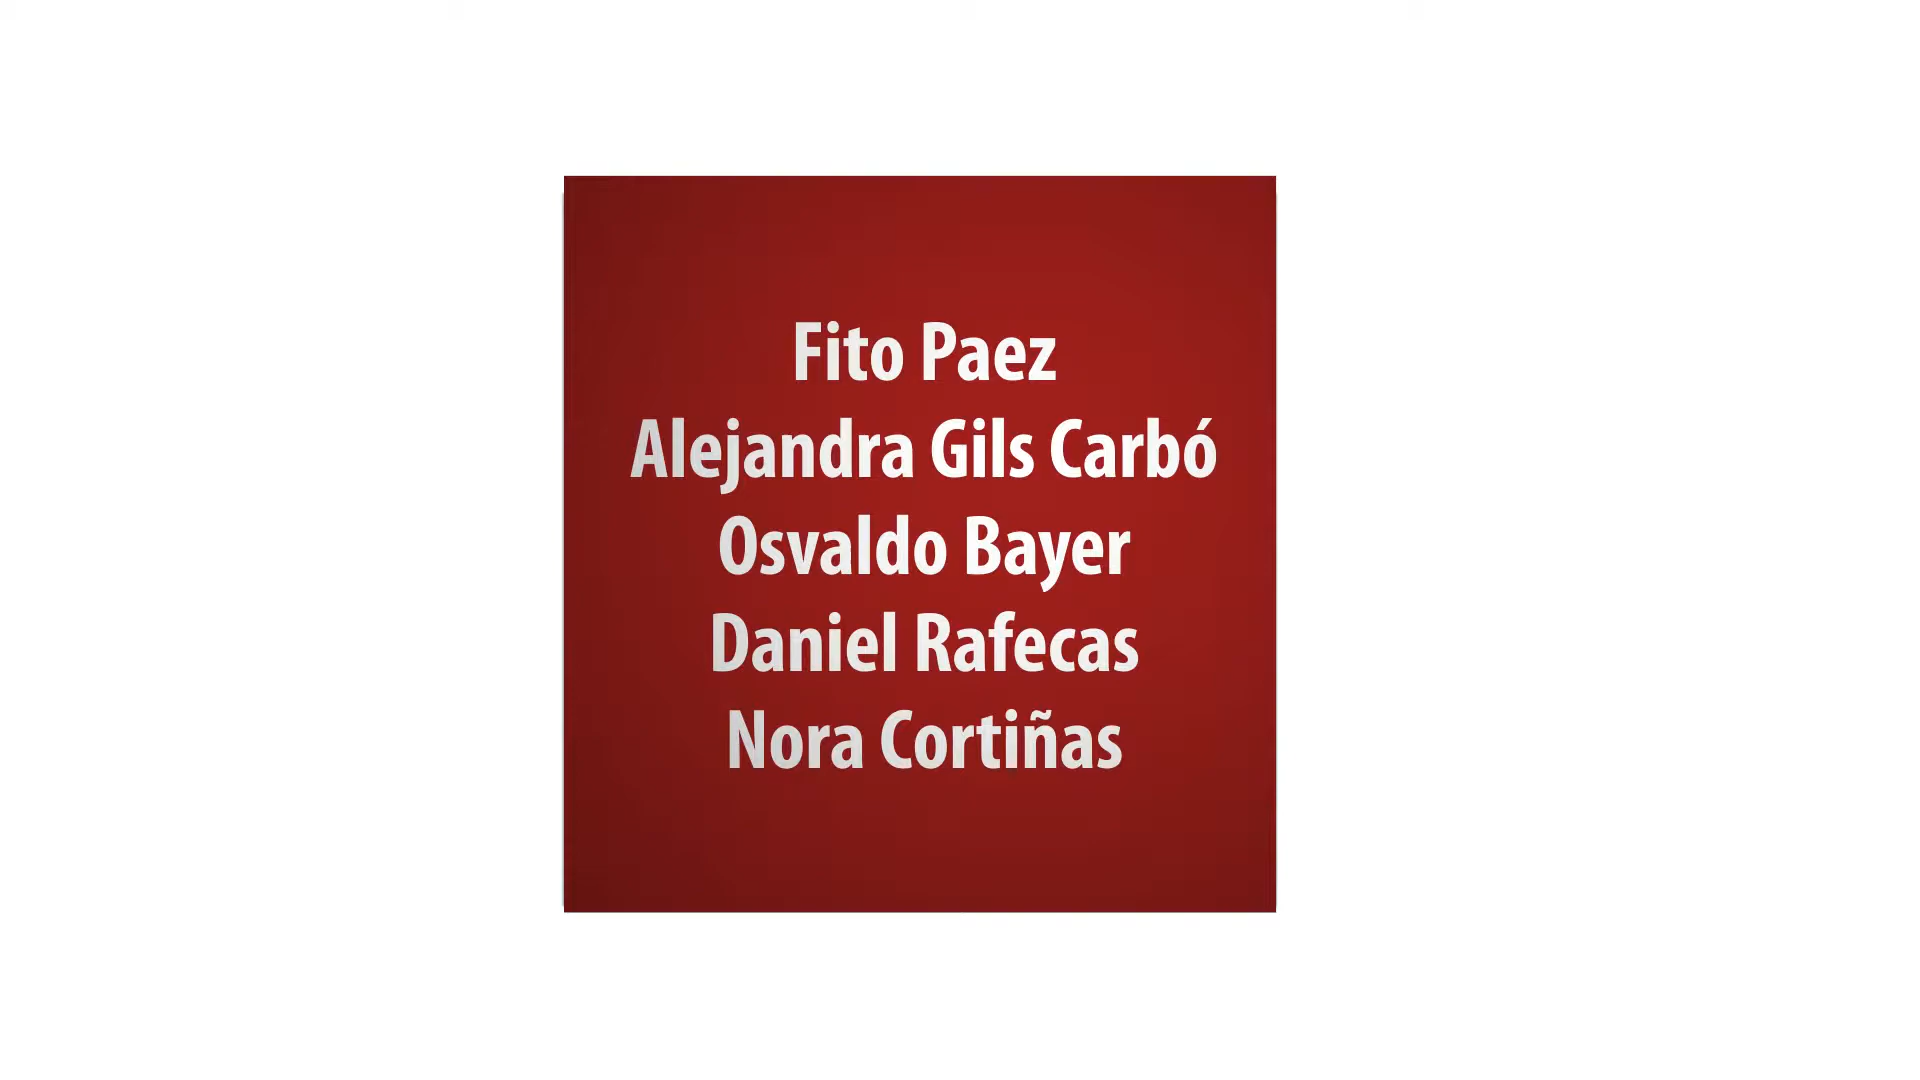 Fito Paez
Alejandra Gils Carbó
Osvaldo Bayer
Daniel Rafecas
Nora Cortiñas